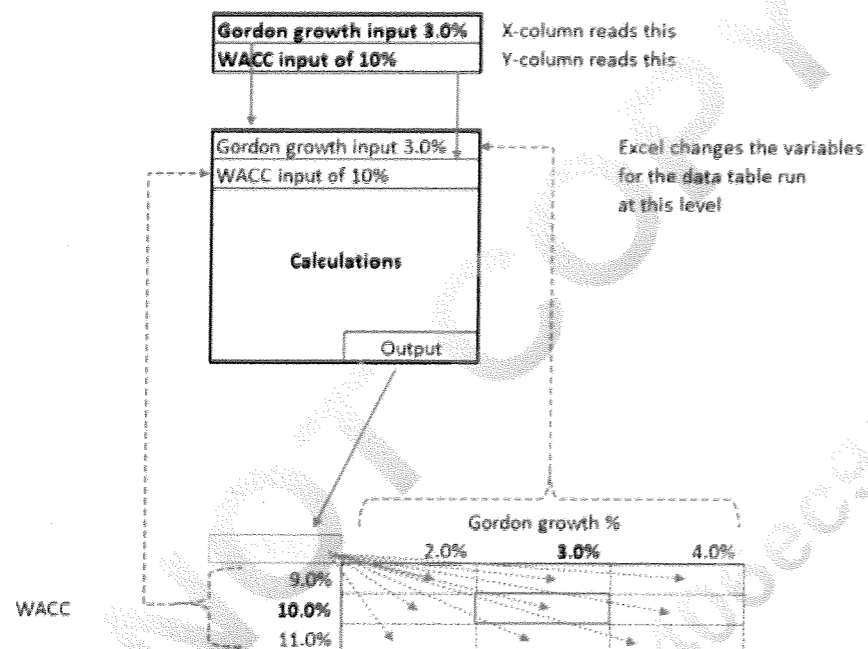 Gordon growth input 3.0% X-column reads this
WACC input of 10% Y-column reads this
Gordon growth input 3.0% Excel changes the variables
WACC input of 10% for the data table run
at this level
Calculations
Output
Gordon growth %
2.0% 3.0% 4.0%
9.0%
WACC 10.0%
11.0%